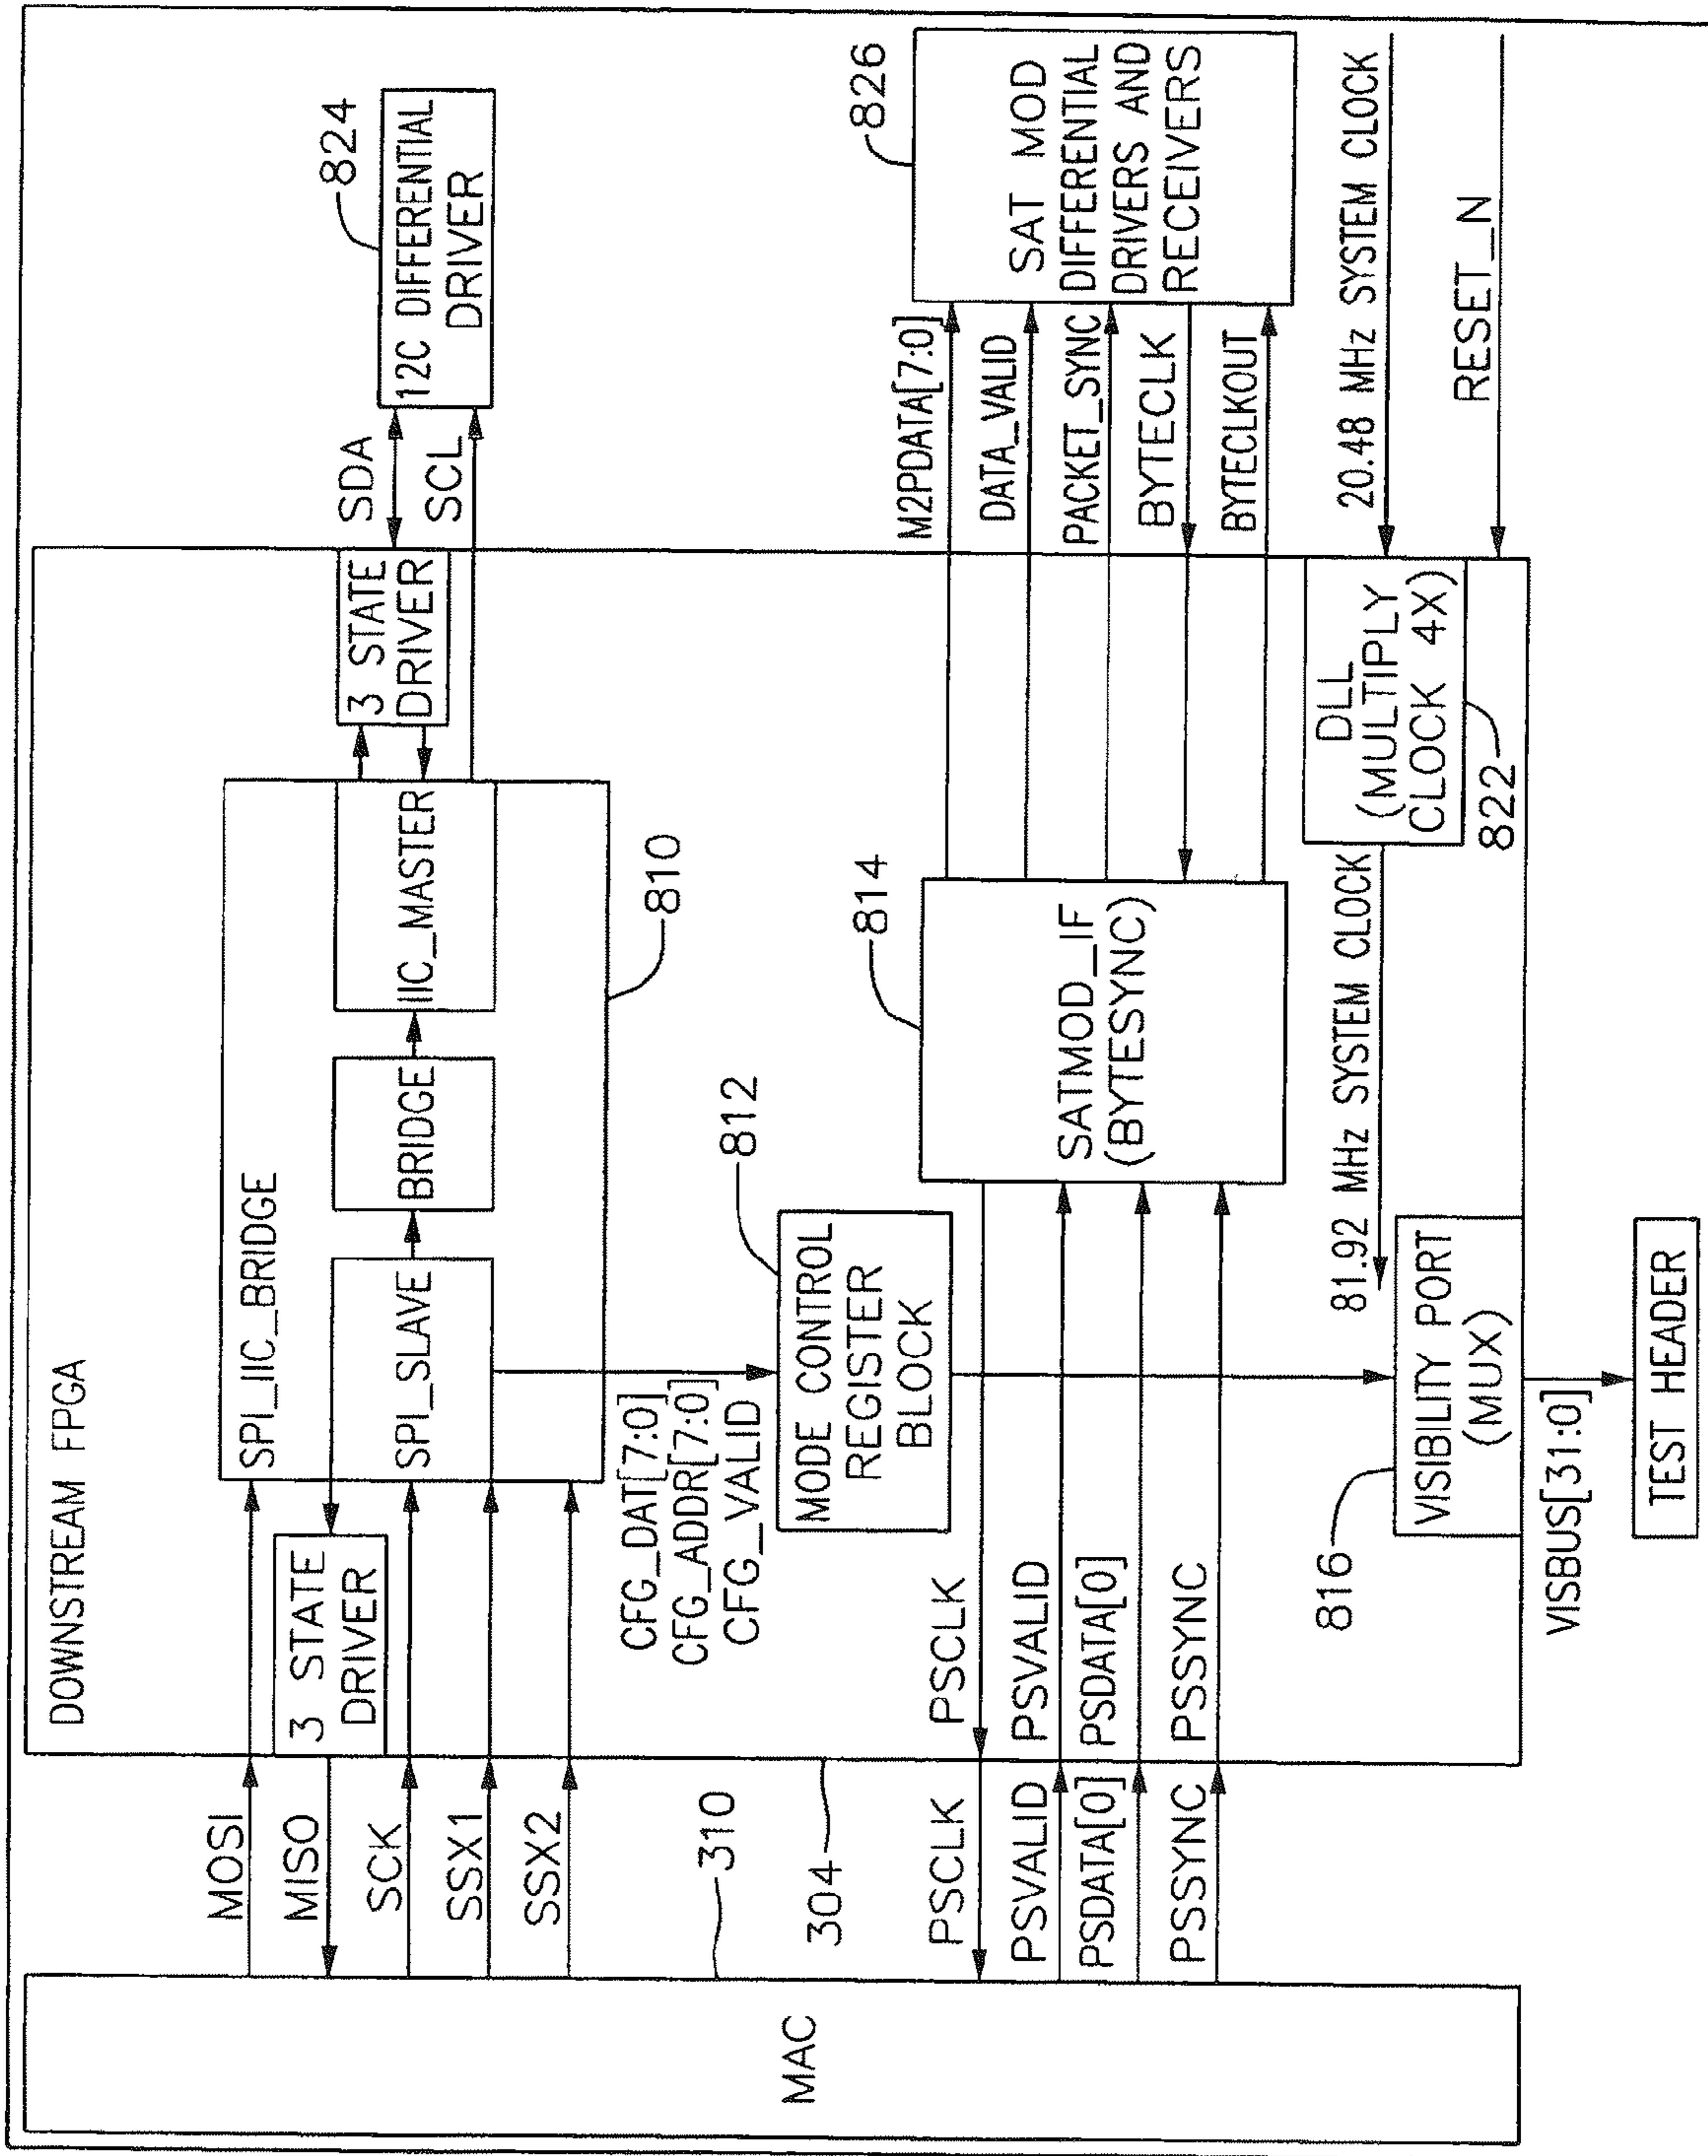 DOWNSTREAM FPGA
MAC
310
304
MOSI
MISO
SCK
SSX1
SSX2
3 STATE
DRIVER
SPI_IIC_BRIDGE
SPI_SLAVE
BRIDGE
IIC_MASTER
810
3 STATE
DRIVER
SDA
SCL
12C DIFFERENTIAL
DRIVER
824
CFG_DAT[7:0]
CFG_ADDR[7:0]
CFG_VALID
MODE CONTROL
REGISTER
BLOCK
812
PSCLK
PSVALID
PSDATA[0]
PSSYNC
PSCLK
PSVALID
PSDATA[0]
PSSYNC
SATMOD_IF
(BYTESYNC)
814
M2PDATA[7:0]
DATA_VALID
PACKET_SYNC
BYTECLK
BYTECLKOUT
SAT MOD
DIFFERENTIAL
DRIVERS AND
RECEIVERS
826
81.92 MHz SYSTEM CLOCK
DLL
(MULTIPLY
CLOCK 4X)
822
20.48 MHz SYSTEM CLOCK
RESET_N
VISIBILITY PORT
(MUX)
816
VISBUS[31:0]
TEST HEADER